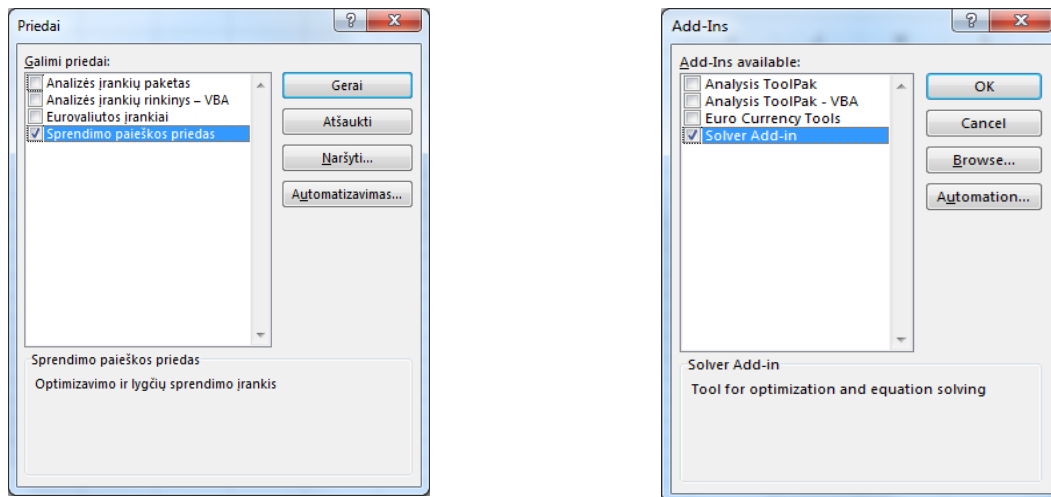 Priedai
Galimi priedai:
Analizės įrankių paketas
Analizės įrankių rinkinys – VBA
Eurovaliutos įrankiai
Sprendimo paieškos priedas
Gerai
Atšaukti
Naršyti...
Automatizavimas...
Sprendimo paieškos priedas
Optimizavimo ir lygčių sprendimo įrankis
Add-Ins
Add-Ins available:
Analysis ToolPak
Analysis ToolPak - VBA
Euro Currency Tools
Solver Add-in
OK
Cancel
Browse...
Automation...
Solver Add-in
Tool for optimization and equation solving